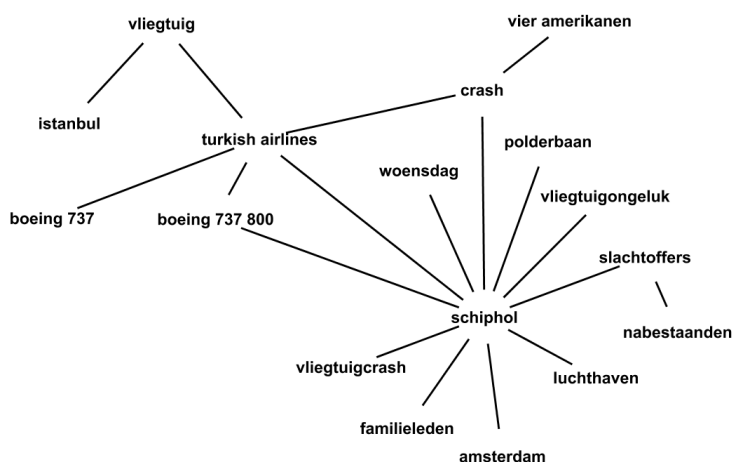 vliegtuig
vier amerikanen
crash
istanbul
turkish airlines
polderbaan
woensdag
vliegtuigongeluk
boeing 737
boeing 737 800
slachtoffers
schiphol
nabestaanden
vliegtuigcrash
luchthaven
familieleden
amsterdam